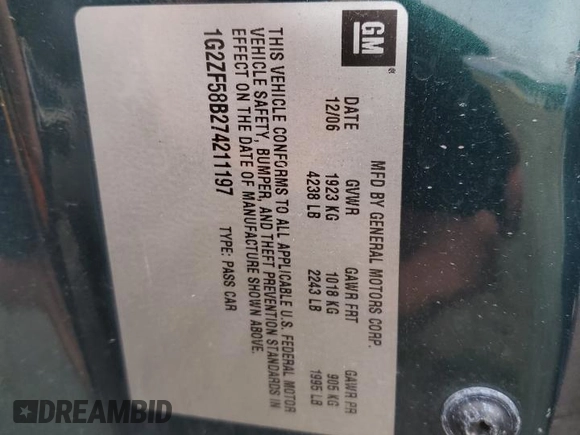 GM
®
MFD BY GENERAL MOTORS CORP.
DATE GVWR GAWR FRT GAWR RR
12/06 1923 KG 1018 KG 905 KG
4238 LB 2243 LB 1995 LB
THIS VEHICLE CONFORMS TO ALL APPLICABLE U.S. FEDERAL MOTOR
VEHICLE SAFETY, BUMPER, AND THEFT PREVENTION STANDARDS IN
EFFECT ON THE DATE OF MANUFACTURE SHOWN ABOVE.
1G2ZF58B274211197 TYPE: PASS CAR
DREAMBID